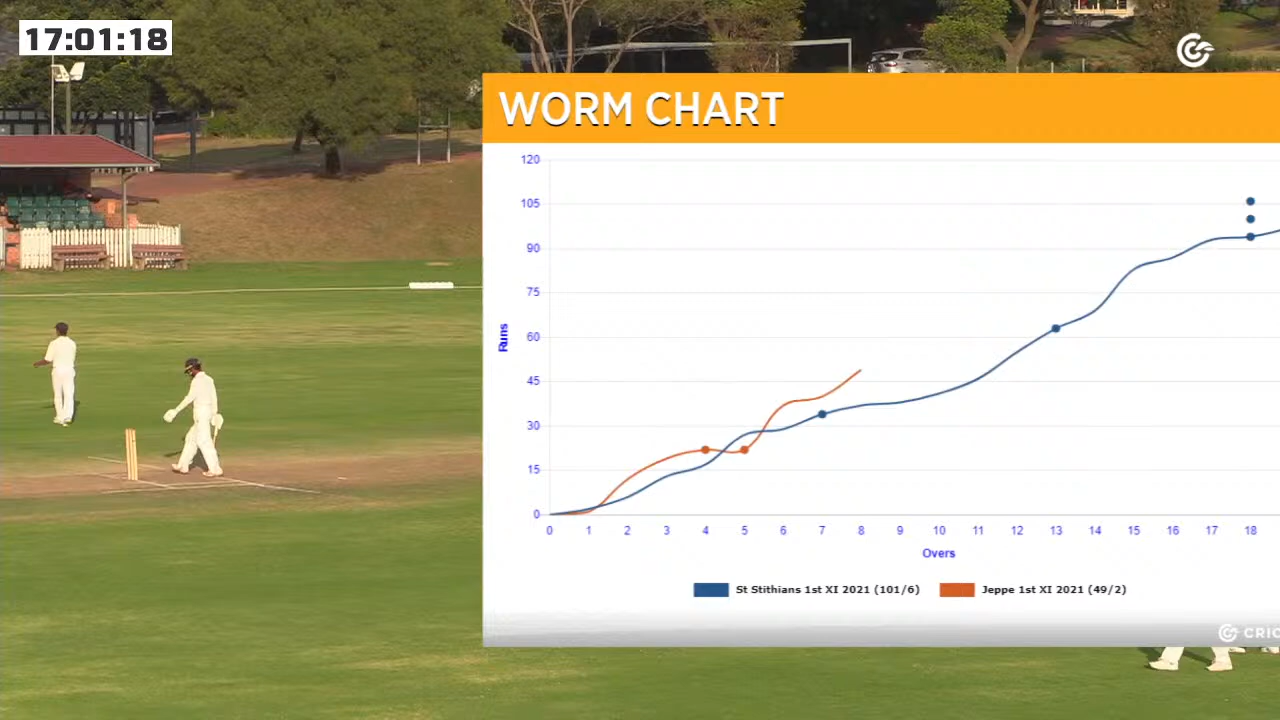 17:01:18
WORM CHART
120
105
90
75
60
45
30
15
0
Runs
0 1 2 3 4 5 6 7 8 9 10 11 12 13 14 15 16 17 18
Overs
St Stithians 1st XI 2021 (101/6) Jeppe 1st XI 2021 (49/2)
CRIC